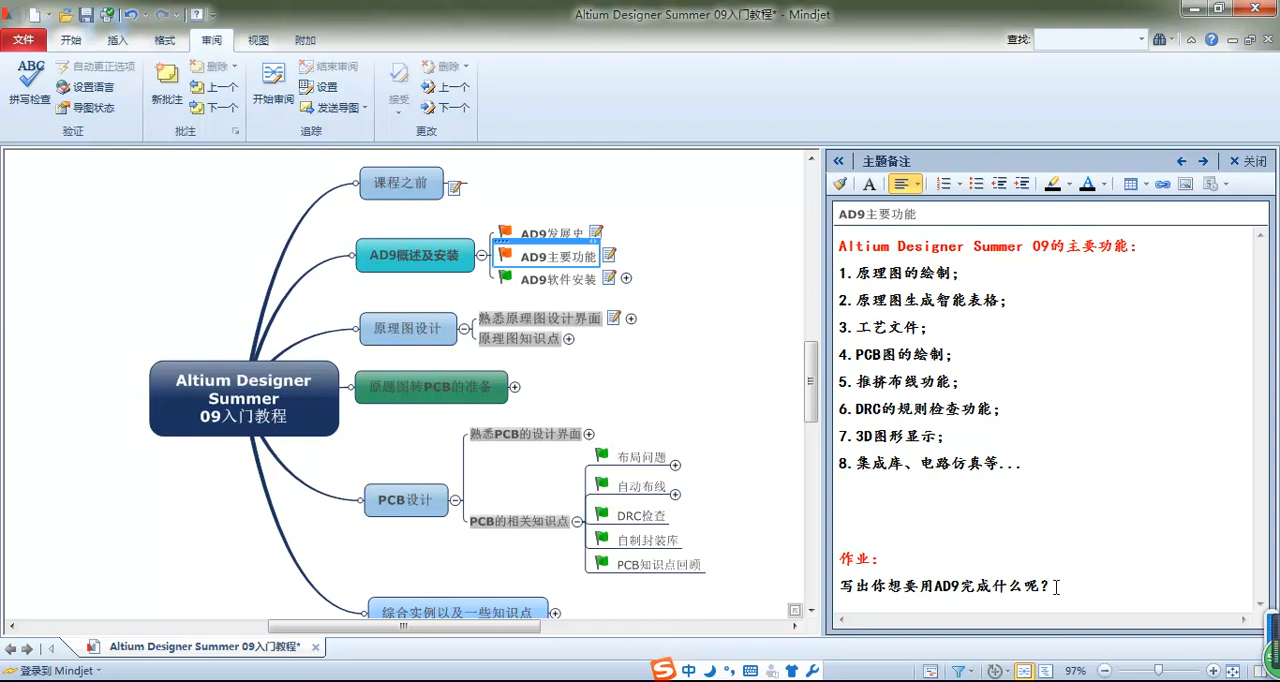 Altium Designer Summer 09入门教程* - Mindjet
文件
开始
插入
格式
审阅
视图
附加
查找:
ABC
拼写检查
自动更正选项
设置语言
导图状态
验证
新批注
删除
上一个
下一个
批注
开始审阅
结束审阅
设置
发送导图
追踪
接受
删除
上一个
下一个
更改
课程之前
AD9概述及安装
AD9发展史
AD9主要功能
AD9软件安装
原理图设计
熟悉原理图设计界面
原理图知识点
Altium Designer
Summer
09入门教程
原题图转PCB的准备
PCB设计
熟悉PCB的设计界面
PCB的相关知识点
布局问题
自动布线
DRC检查
自制封装库
PCB知识点回顾
综合实例以及一些知识点
主题备注
关闭
AD9主要功能
Altium Designer Summer 09的主要功能:
1.原理图的绘制;
2.原理图生成智能表格;
3.工艺文件;
4.PCB图的绘制;
5.推挤布线功能;
6.DRC的规则检查功能;
7.3D图形显示;
8.集成库、电路仿真等...
作业:
写出你想要用AD9完成什么呢?
Altium Designer Summer 09入门教程*
登录到 Mindjet
中
97%